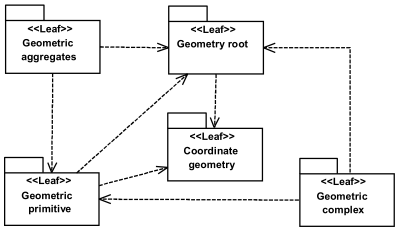 <<Leaf>>
Geometric
aggregates
<<Leaf>>
Geometry root
<<Leaf>>
Coordinate
geometry
<<Leaf>>
Geometric
primitive
<<Leaf>>
Geometric
complex